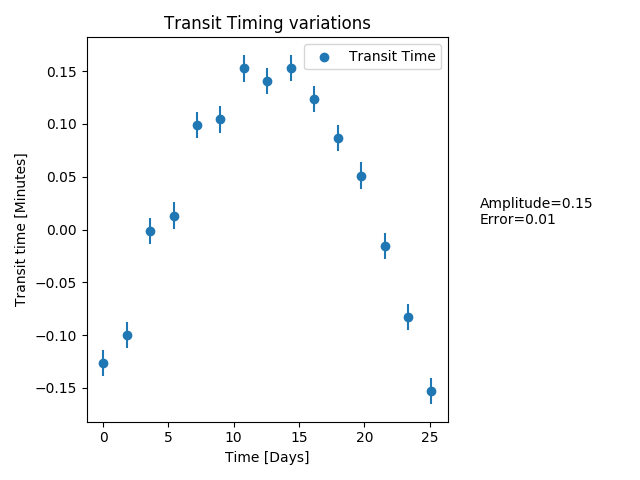 Transit Timing variations
Transit Time
0.15
0.10
0.05
0.00
−0.05
−0.10
−0.15
Transit time [Minutes]
0 5 10 15 20 25
Time [Days]
Amplitude=0.15
Error=0.01